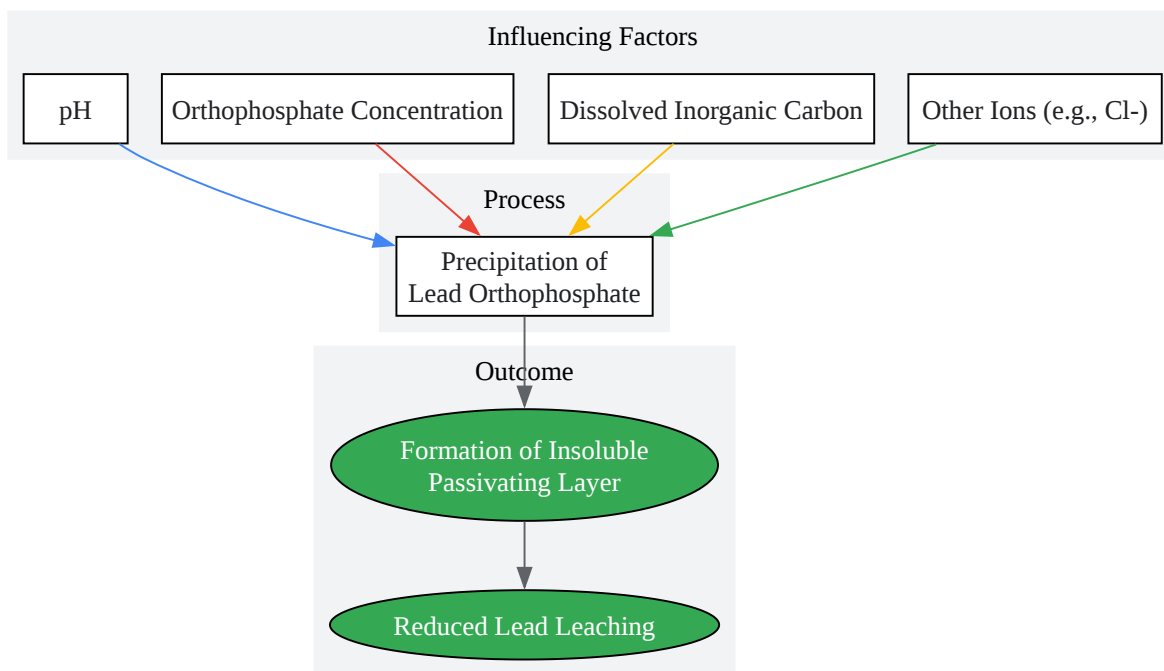 Influencing Factors
pH
Orthophosphate Concentration
Dissolved Inorganic Carbon
Other Ions (e.g., Cl-)
Process
Precipitation of
Lead Orthophosphate
Outcome
Formation of Insoluble
Passivating Layer
Reduced Lead Leaching